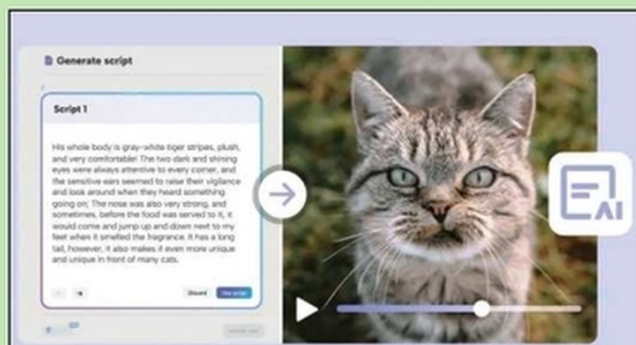 Generate script
Script 1
His whole body is gray-white tiger stripes, plush,
and very comfortable! The two dark and shining
eyes were always attentive to every corner, and
the sensitive ears seemed to raise their vigilance
and look around when they heard something
going on; The nose was also very strong, and
sometimes, before the food was served to it, it
would come and jump up and down next to my
feet when it smelled the fragrance. It has a long
tail, however, it also makes it even more unique
and unique in front of many cats.
Discard
Use script
AI